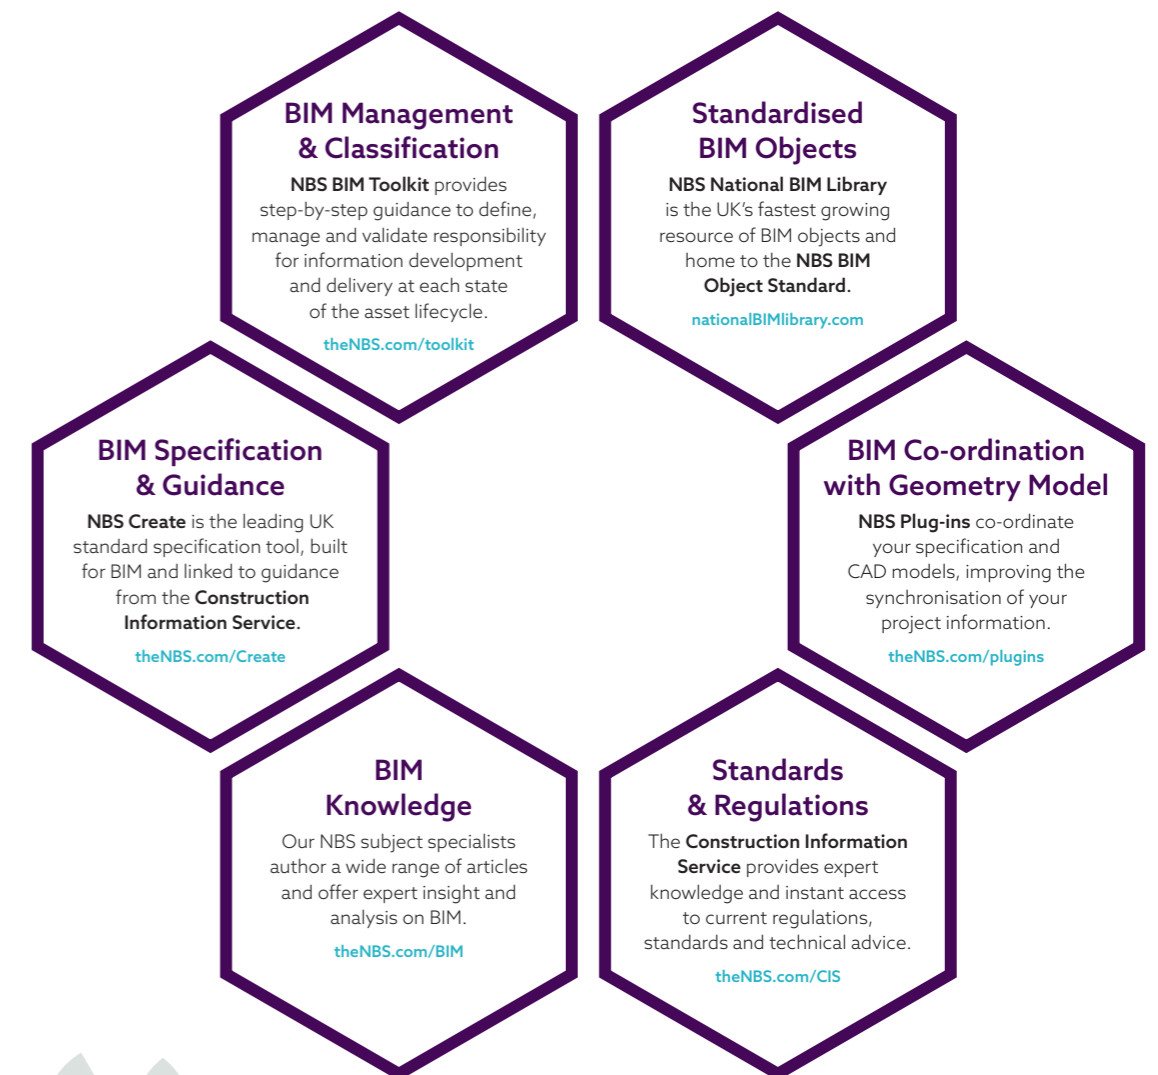 BIM Management
& Classification
NBS BIM Toolkit provides
step-by-step guidance to define,
manage and validate responsibility
for information development
and delivery at each state
of the asset lifecycle.
theNBS.com/toolkit
Standardised
BIM Objects
NBS National BIM Library
is the UK's fastest growing
resource of BIM objects and
home to the NBS BIM
Object Standard.
nationalBIMlibrary.com
BIM Specification
& Guidance
NBS Create is the leading UK
standard specification tool, built
for BIM and linked to guidance
from the Construction
Information Service.
theNBS.com/Create
BIM Co-ordination
with Geometry Model
NBS Plug-ins co-ordinate
your specification and
CAD models, improving the
synchronisation of your
project information.
theNBS.com/plugins
BIM
Knowledge
Our NBS subject specialists
author a wide range of articles
and offer expert insight and
analysis on BIM.
theNBS.com/BIM
Standards
& Regulations
The Construction Information
Service provides expert
knowledge and instant access
to current regulations,
standards and technical advice.
theNBS.com/CIS